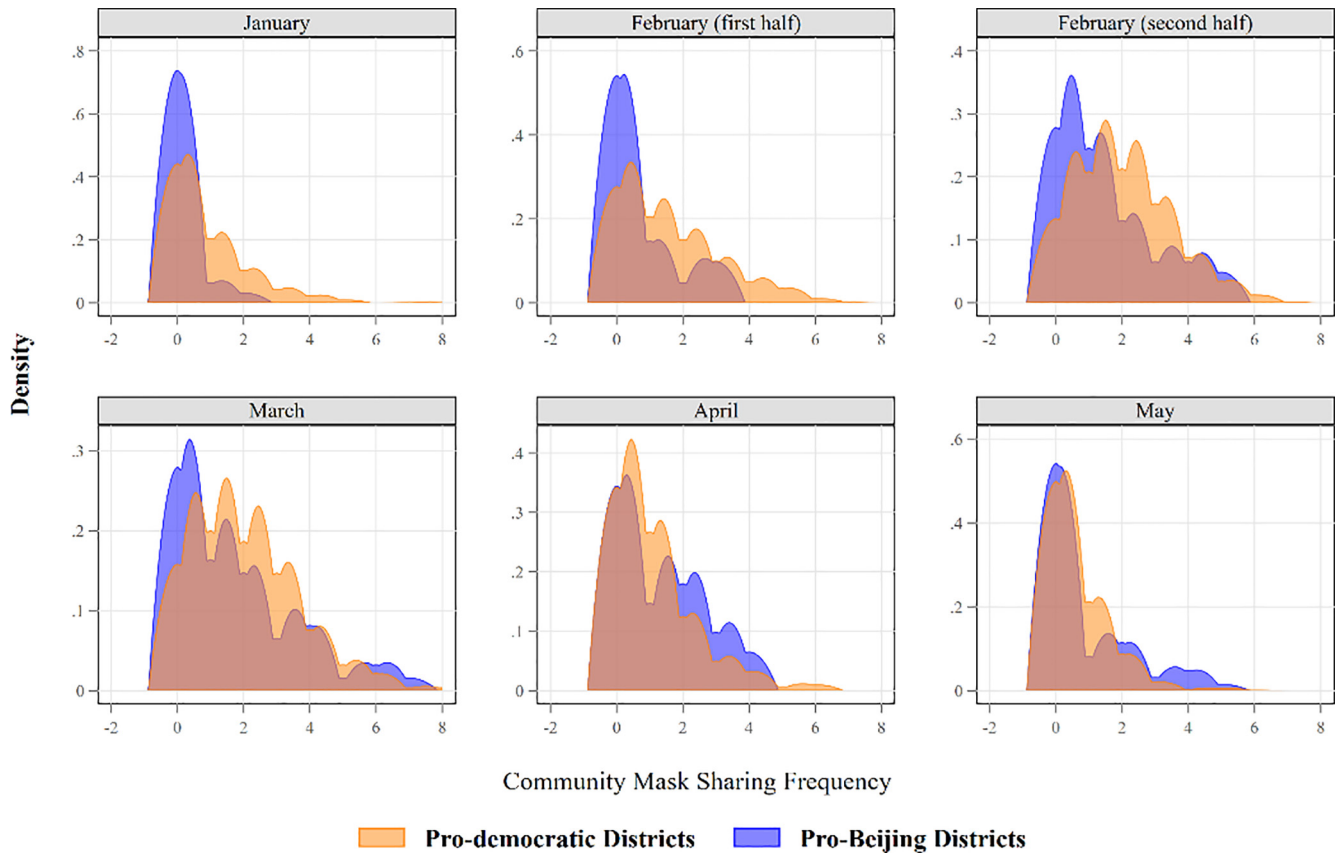 January
February (first half)
February (second half)
.8
.6
.4
.2
0
-2 0 2 4 6 8
.6
.4
.2
0
-2 0 2 4 6 8
.4
.3
.2
.1
0
-2 0 2 4 6 8
Density
March
April
May
.3
.2
.1
0
-2 0 2 4 6 8
.4
.3
.2
.1
0
-2 0 2 4 6 8
.6
.4
.2
0
-2 0 2 4 6 8
Community Mask Sharing Frequency
Pro-democratic Districts
Pro-Beijing Districts